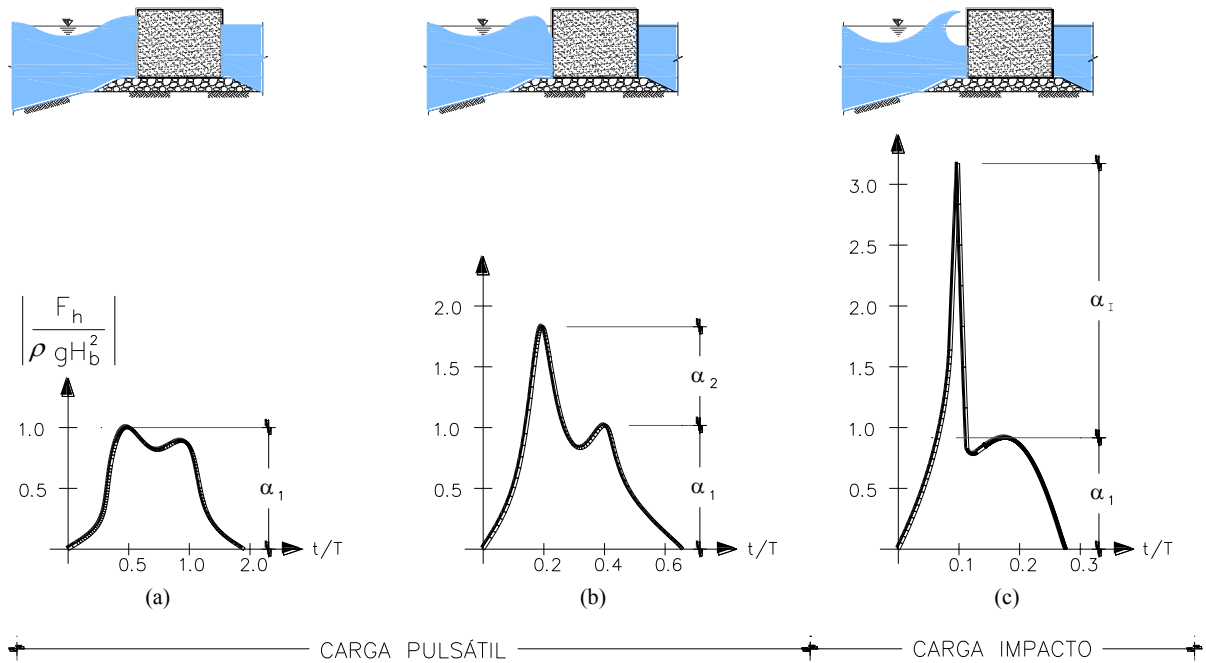 |F_h / ρ gH_b^2|
1.0
0.5
α_1
0.5 1.0 2.0
t/T
(a)
2.0
1.5
1.0
0.5
α_2
α_1
0.2 0.4 0.6
t/T
(b)
3.0
2.5
2.0
1.5
1.0
0.5
α_I
α_1
0.1 0.2 0.3
t/T
(c)
CARGA PULSÁTIL
CARGA IMPACTO